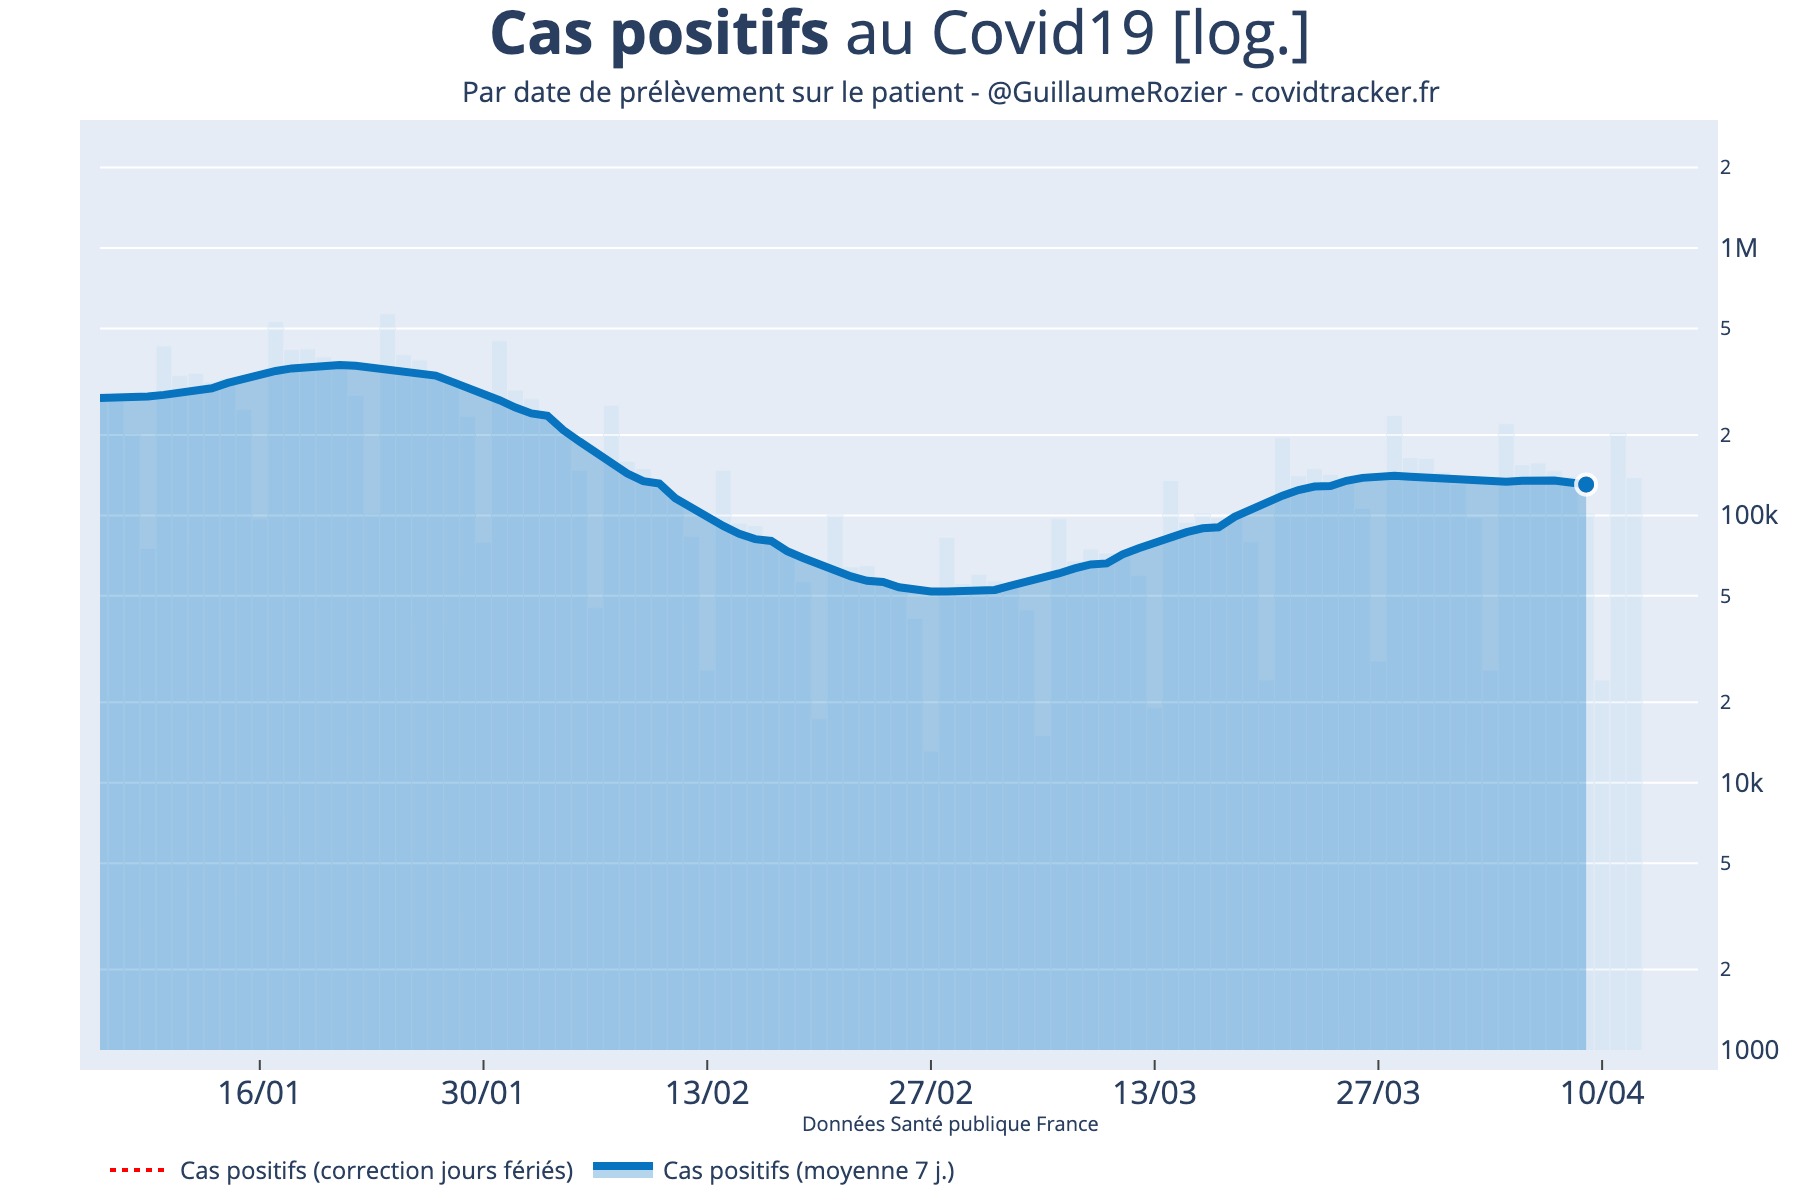 Cas positifs au Covid19 [log.]
Par date de prélèvement sur le patient - @GuillaumeRozier - covidtracker.fr
2
1M
5
2
100k
5
2
10k
5
2
1000
16/01 30/01 13/02 27/02 13/03 27/03 10/04
Données Santé publique France
Cas positifs (correction jours fériés) Cas positifs (moyenne 7 j.)